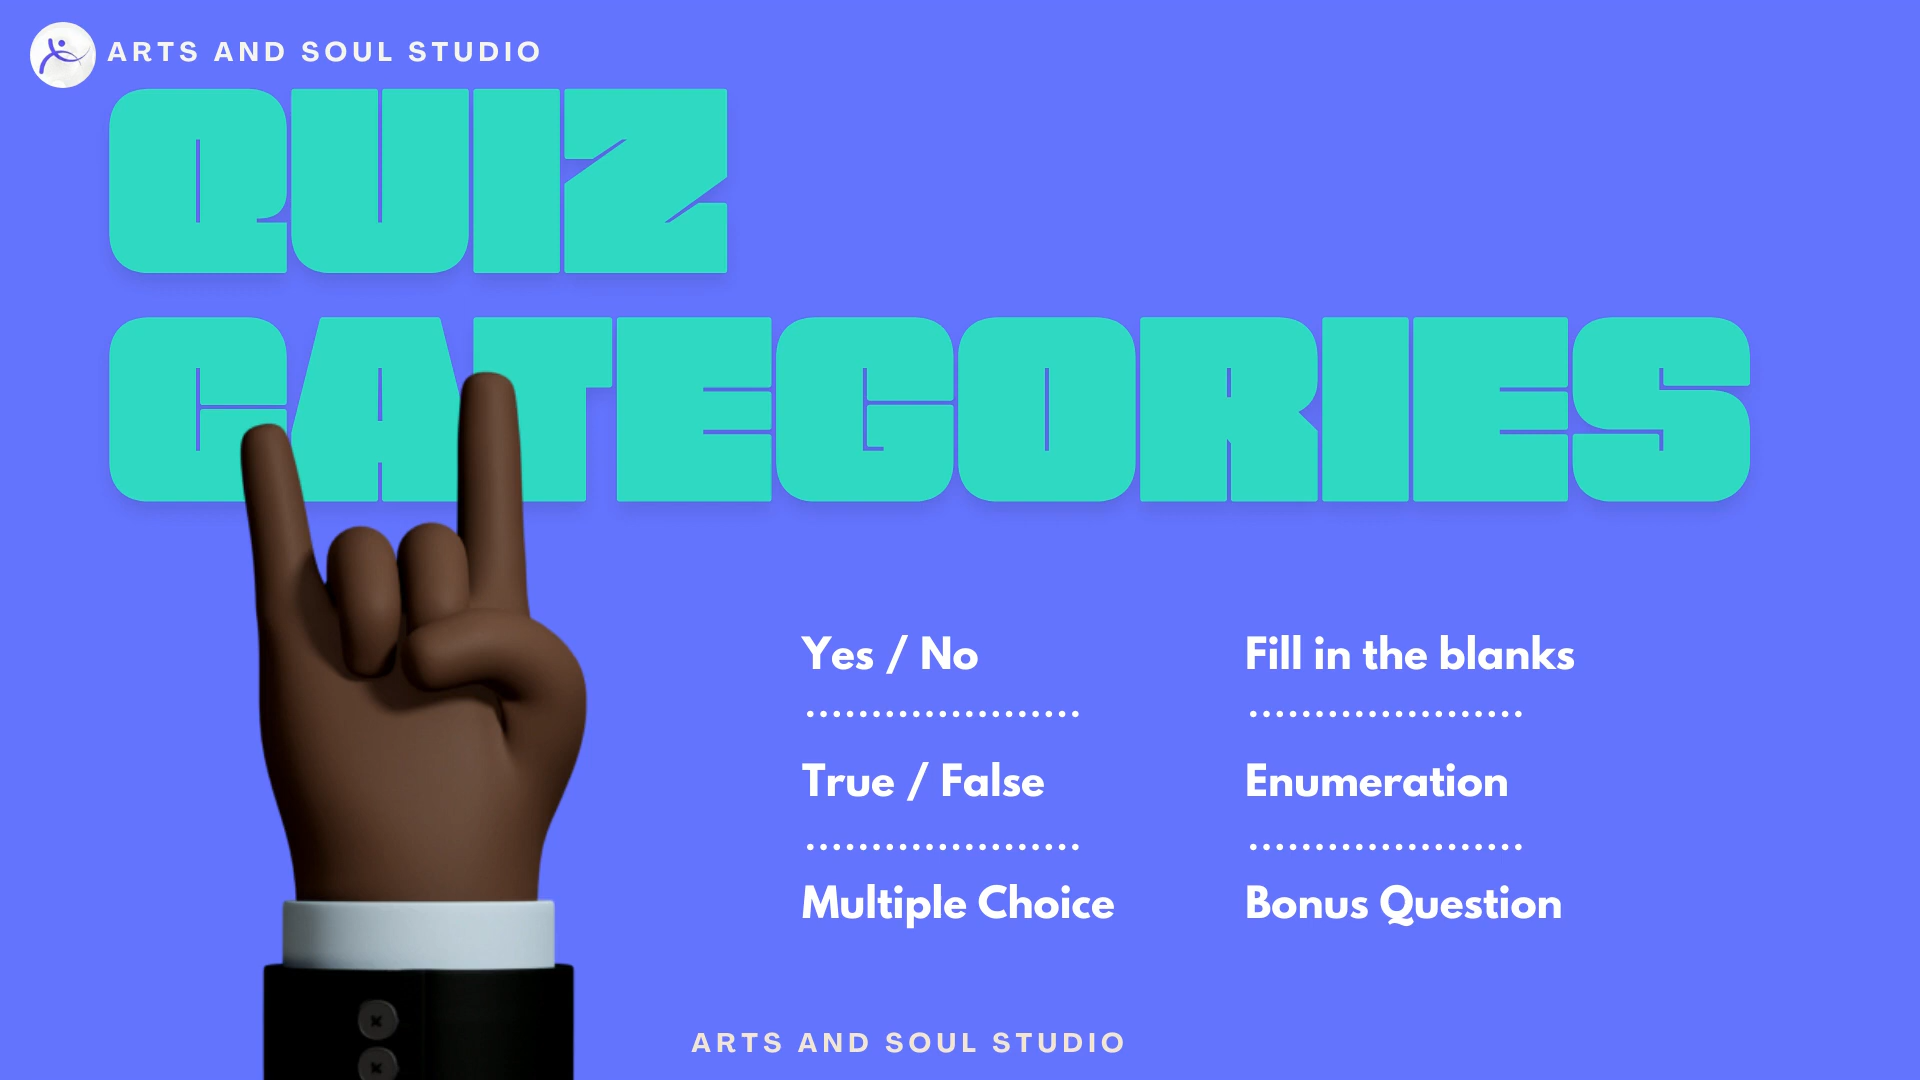 ARTS AND SOUL STUDIO
QUIZ
CATEGORIES
Yes / No
True / False
Multiple Choice
Fill in the blanks
Enumeration
Bonus Question
ARTS AND SOUL STUDIO